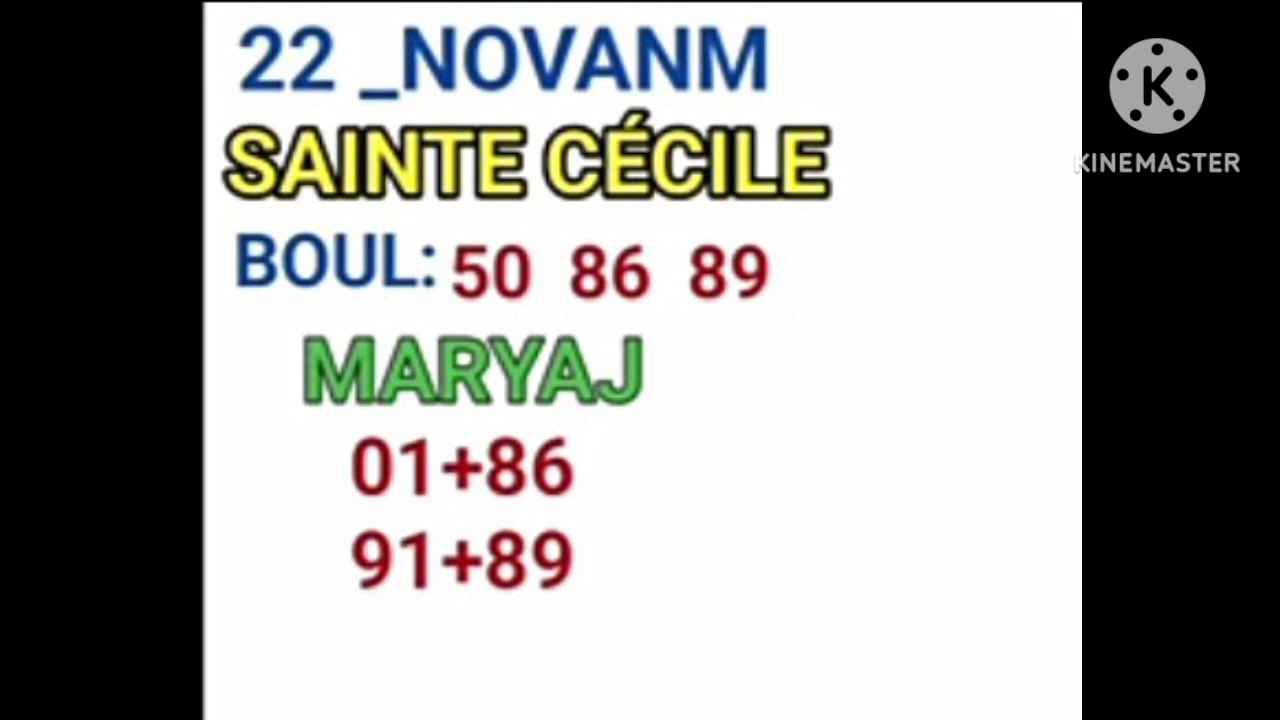 22 _NOVANM
SAINTE CÉCILE
BOUL: 50 86 89
MARYAJ
01+86
91+89
KINEMASTER